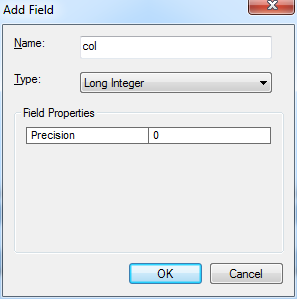 Add Field
Name: col
Type: Long Integer
Field Properties
Precision 0
OK Cancel